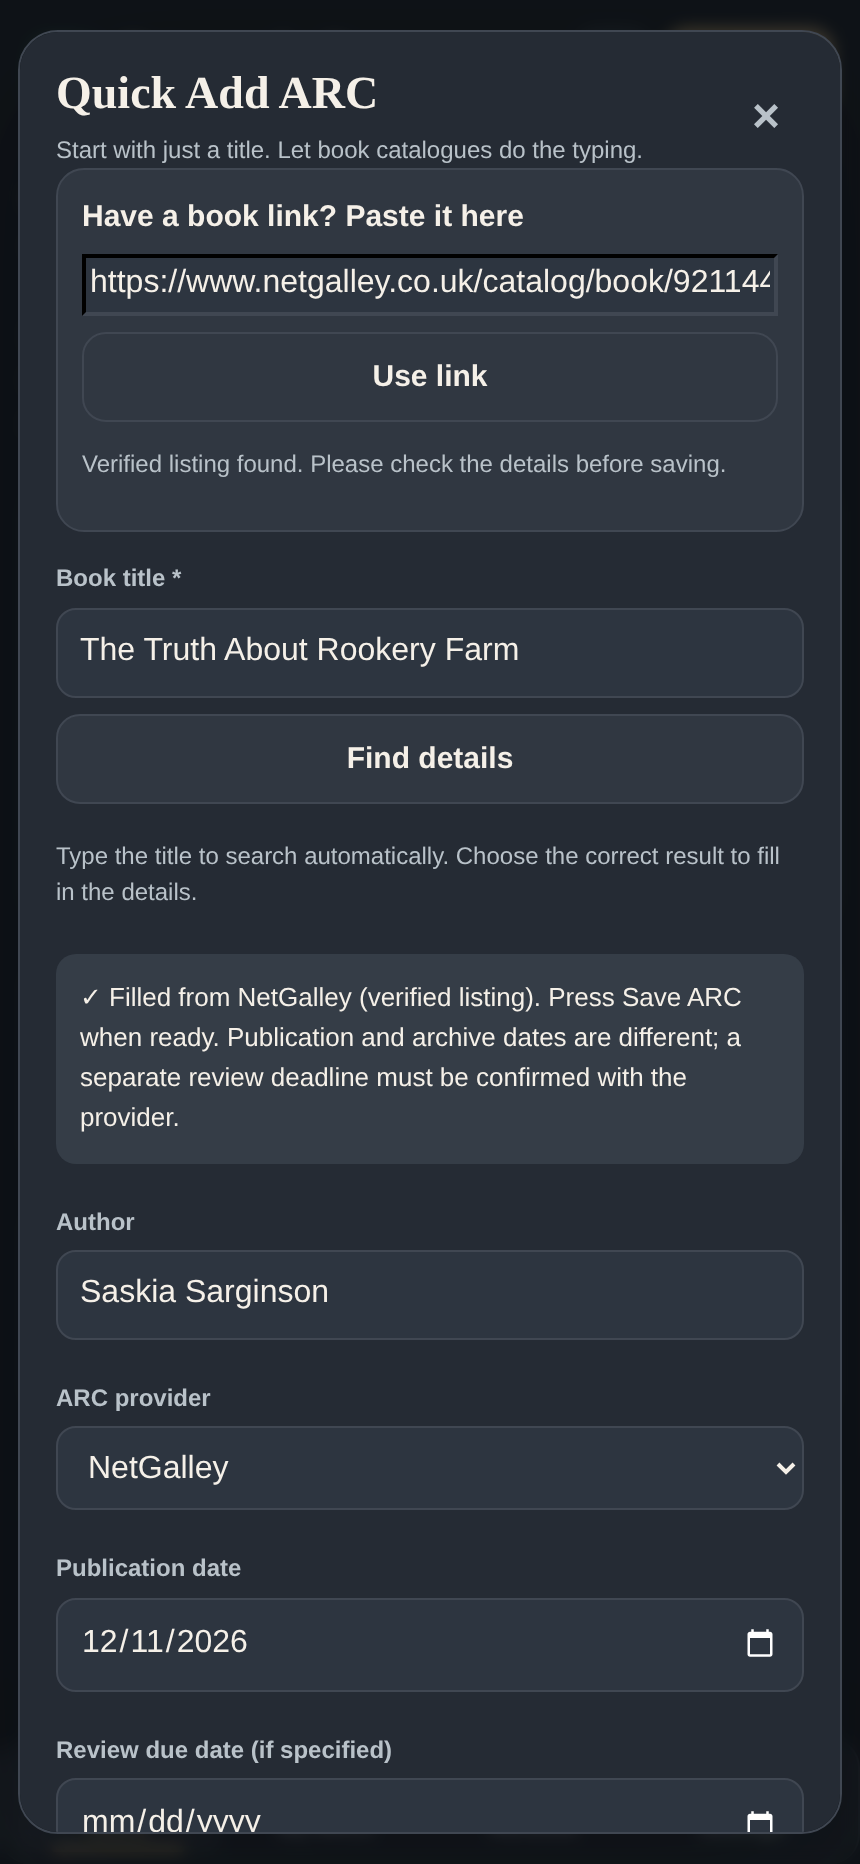 Quick Add ARC
Start with just a title. Let book catalogues do the typing.
Have a book link? Paste it here
https://www.netgalley.co.uk/catalog/book/921144
Use link
Verified listing found. Please check the details before saving.
Book title *
The Truth About Rookery Farm
Find details
Type the title to search automatically. Choose the correct result to fill
in the details.
✓ Filled from NetGalley (verified listing). Press Save ARC
when ready. Publication and archive dates are different; a
separate review deadline must be confirmed with the
provider.
Author
Saskia Sarginson
ARC provider
NetGalley
Publication date
12/11/2026
Review due date (if specified)
mm/dd/yyyy